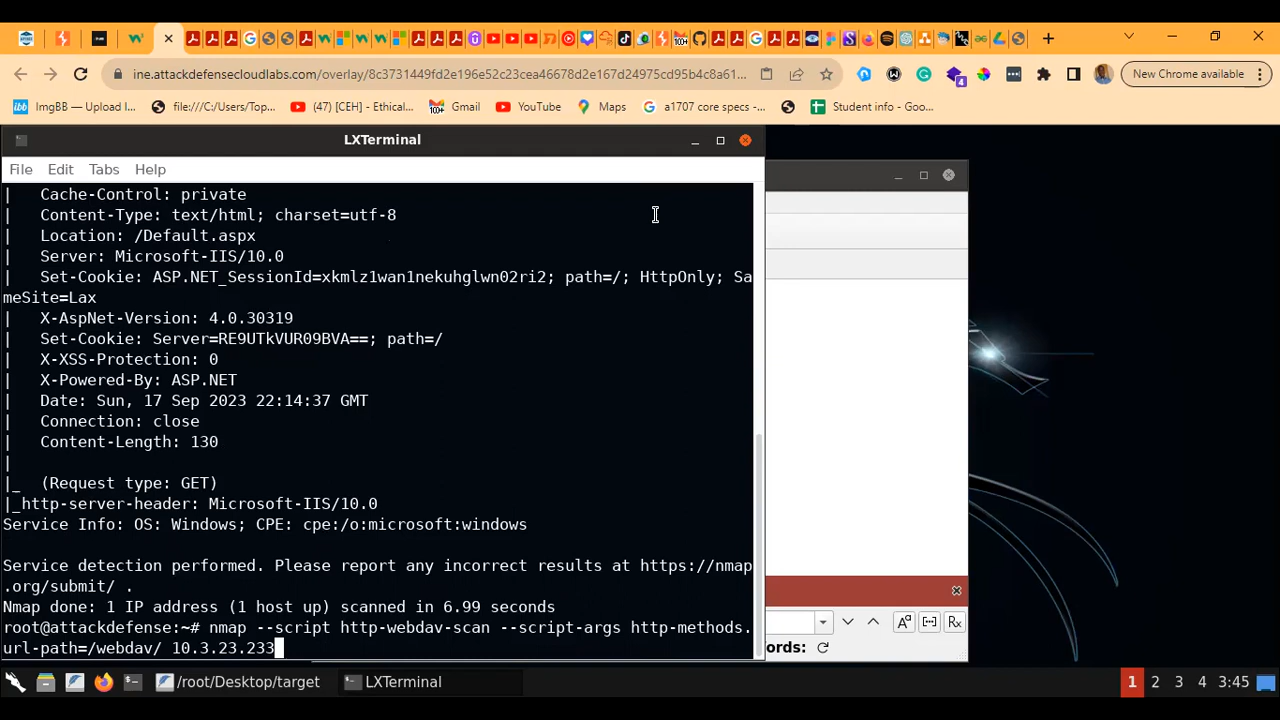 ine.attackdefensecloudlabs.com/overlay/8c3731449fd2e196e52c23cea46678d2e167d24975cd95b4c8a61...
New Chrome available
ImgBB — Upload I...
file:///C:/Users/Top...
(47) [CEH] - Ethical...
Gmail
YouTube
Maps
a1707 core specs -...
Student info - Goo...
LXTerminal
File Edit Tabs Help
|   Cache-Control: private
|   Content-Type: text/html; charset=utf-8
|   Location: /Default.aspx
|   Server: Microsoft-IIS/10.0
|   Set-Cookie: ASP.NET_SessionId=xkmlz1wan1nekuhglwn02ri2; path=/; HttpOnly; Sa
meSite=Lax
|   X-AspNet-Version: 4.0.30319
|   Set-Cookie: Server=RE9UTkVUR09BVA==; path=/
|   X-XSS-Protection: 0
|   X-Powered-By: ASP.NET
|   Date: Sun, 17 Sep 2023 22:14:37 GMT
|   Connection: close
|   Content-Length: 130
|
|_  (Request type: GET)
|_http-server-header: Microsoft-IIS/10.0
Service Info: OS: Windows; CPE: cpe:/o:microsoft:windows
Service detection performed. Please report any incorrect results at https://nmap
.org/submit/ .
Nmap done: 1 IP address (1 host up) scanned in 6.99 seconds
root@attackdefense:~# nmap --script http-webdav-scan --script-args http-methods.
url-path=/webdav/ 10.3.23.233
ords:
/root/Desktop/target
LXTerminal
1 2 3 4 3:45